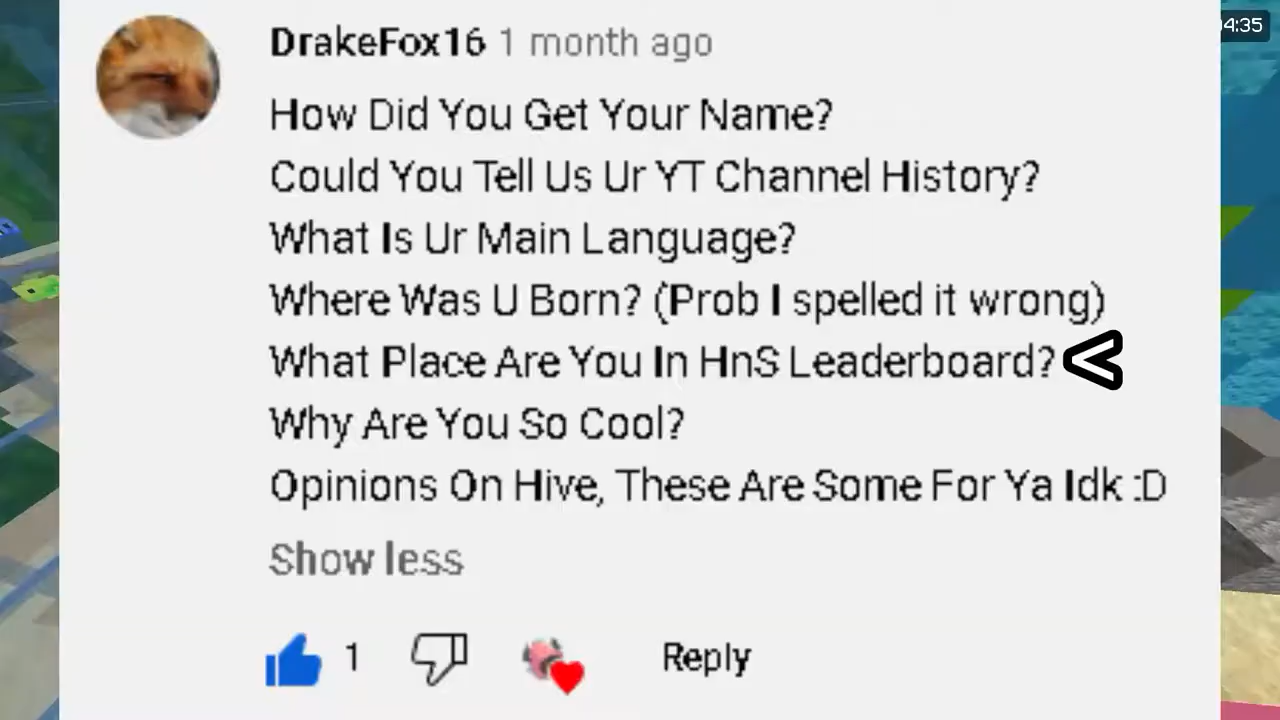 DrakeFox16 1 month ago
How Did You Get Your Name?
Could You Tell Us Ur YT Channel History?
What Is Ur Main Language?
Where Was U Born? (Prob I spelled it wrong)
What Place Are You In HnS Leaderboard? <
Why Are You So Cool?
Opinions On Hive, These Are Some For Ya Idk :D
Show less
1 Reply